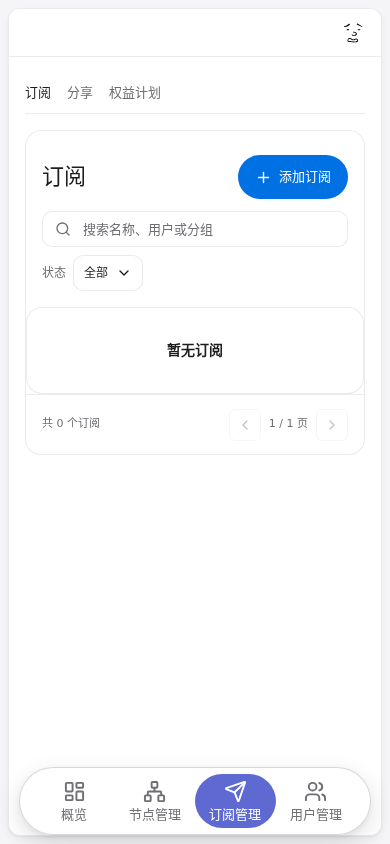 订阅 分享 权益计划
订阅
添加订阅
搜索名称、用户或分组
状态 全部
暂无订阅
共 0 个订阅 1 / 1 页
概览 节点管理 订阅管理 用户管理